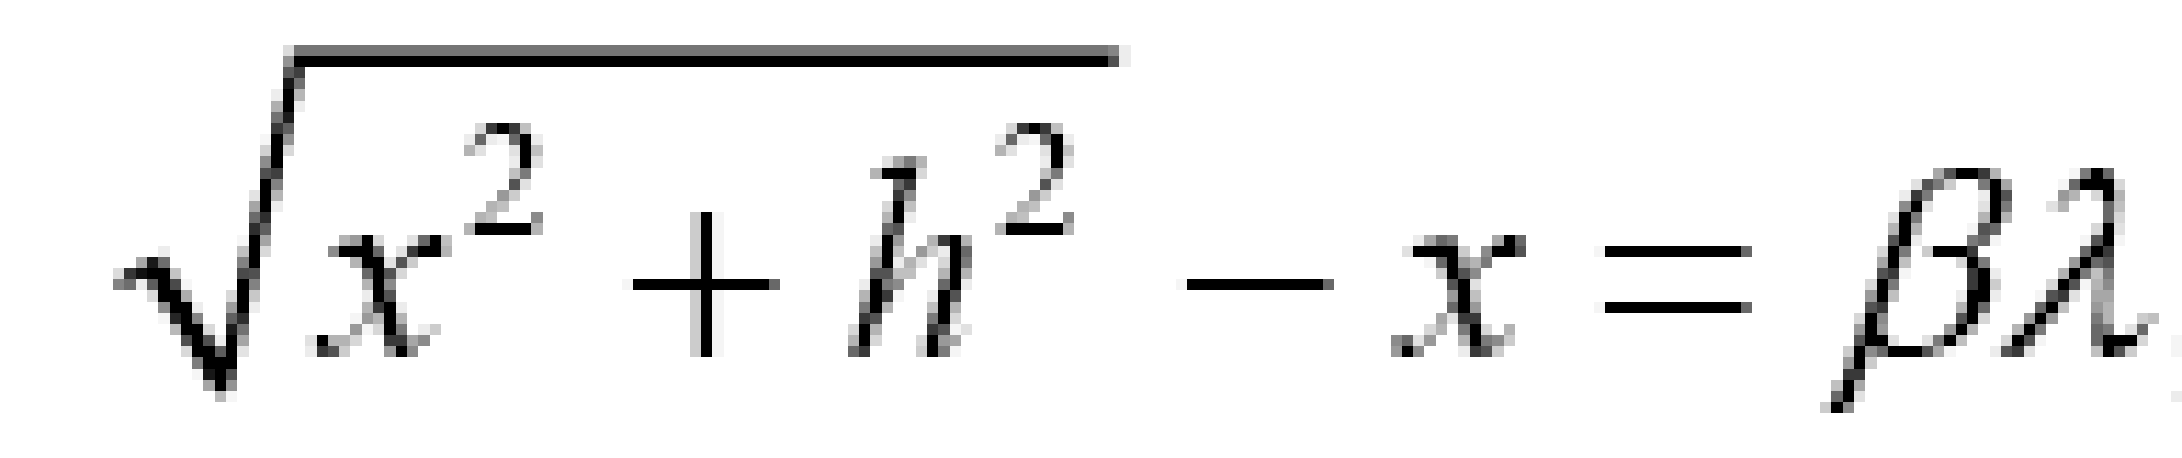 √(x² + h²) − x = βλ